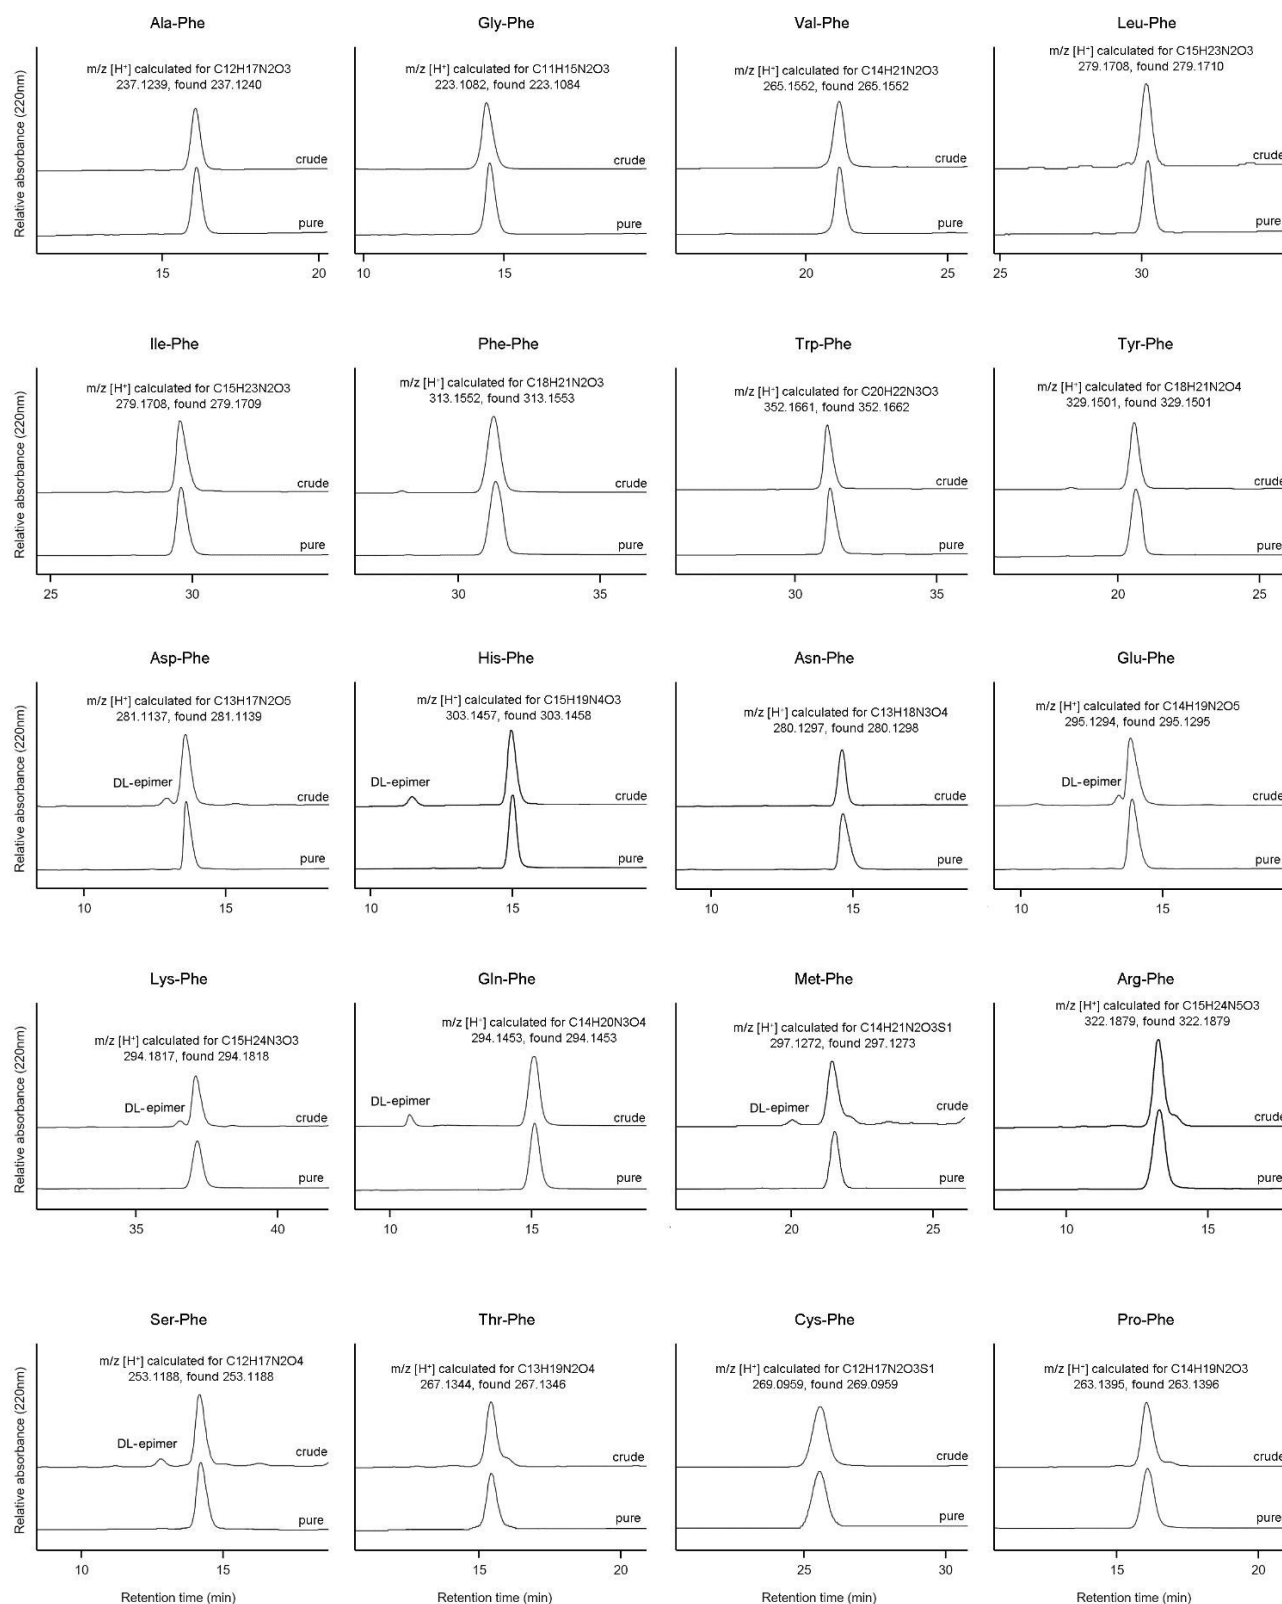 Ala-Phe
m/z [H⁺] calculated for C12H17N2O3
237.1239, found 237.1240
crude
pure
15 20
Gly-Phe
m/z [H⁺] calculated for C11H15N2O3
223.1082, found 223.1084
crude
pure
10 15
Val-Phe
m/z [H⁺] calculated for C14H21N2O3
265.1552, found 265.1552
crude
pure
20 25
Leu-Phe
m/z [H⁺] calculated for C15H23N2O3
279.1708, found 279.1710
crude
pure
25 30
Relative absorbance (220nm)
Ile-Phe
m/z [H⁺] calculated for C15H23N2O3
279.1708, found 279.1709
crude
pure
25 30
Phe-Phe
m/z [H⁺] calculated for C18H21N2O3
313.1552, found 313.1553
crude
pure
30 35
Trp-Phe
m/z [H⁺] calculated for C20H22N3O3
352.1661, found 352.1662
crude
pure
30 35
Tyr-Phe
m/z [H⁺] calculated for C18H21N2O4
329.1501, found 329.1501
crude
pure
20 25
Relative absorbance (220nm)
Asp-Phe
m/z [H⁺] calculated for C13H17N2O5
281.1137, found 281.1139
DL-epimer
crude
pure
10 15
His-Phe
m/z [H⁺] calculated for C15H19N4O3
303.1457, found 303.1458
DL-epimer
crude
pure
10 15
Asn-Phe
m/z [H⁺] calculated for C13H18N3O4
280.1297, found 280.1298
crude
pure
10 15
Glu-Phe
m/z [H⁺] calculated for C14H19N2O5
295.1294, found 295.1295
DL-epimer
crude
pure
10 15
Relative absorbance (220nm)
Lys-Phe
m/z [H⁺] calculated for C15H24N3O3
294.1817, found 294.1818
DL-epimer
crude
pure
35 40
Gln-Phe
m/z [H⁺] calculated for C14H20N3O4
294.1453, found 294.1453
DL-epimer
crude
pure
10 15
Met-Phe
m/z [H⁺] calculated for C14H21N2O3S1
297.1272, found 297.1273
DL-epimer
crude
pure
20 25
Arg-Phe
m/z [H⁺] calculated for C15H24N5O3
322.1879, found 322.1879
crude
pure
10 15
Relative absorbance (220nm)
Ser-Phe
m/z [H⁺] calculated for C12H17N2O4
253.1188, found 253.1188
DL-epimer
crude
pure
10 15
Retention time (min)
Thr-Phe
m/z [H⁺] calculated for C13H19N2O4
267.1344, found 267.1346
crude
pure
15 20
Retention time (min)
Cys-Phe
m/z [H⁺] calculated for C12H17N2O3S1
269.0959, found 269.0959
crude
pure
25 30
Retention time (min)
Pro-Phe
m/z [H⁺] calculated for C14H19N2O3
263.1395, found 263.1396
crude
pure
15 20
Retention time (min)
Relative absorbance (220nm)